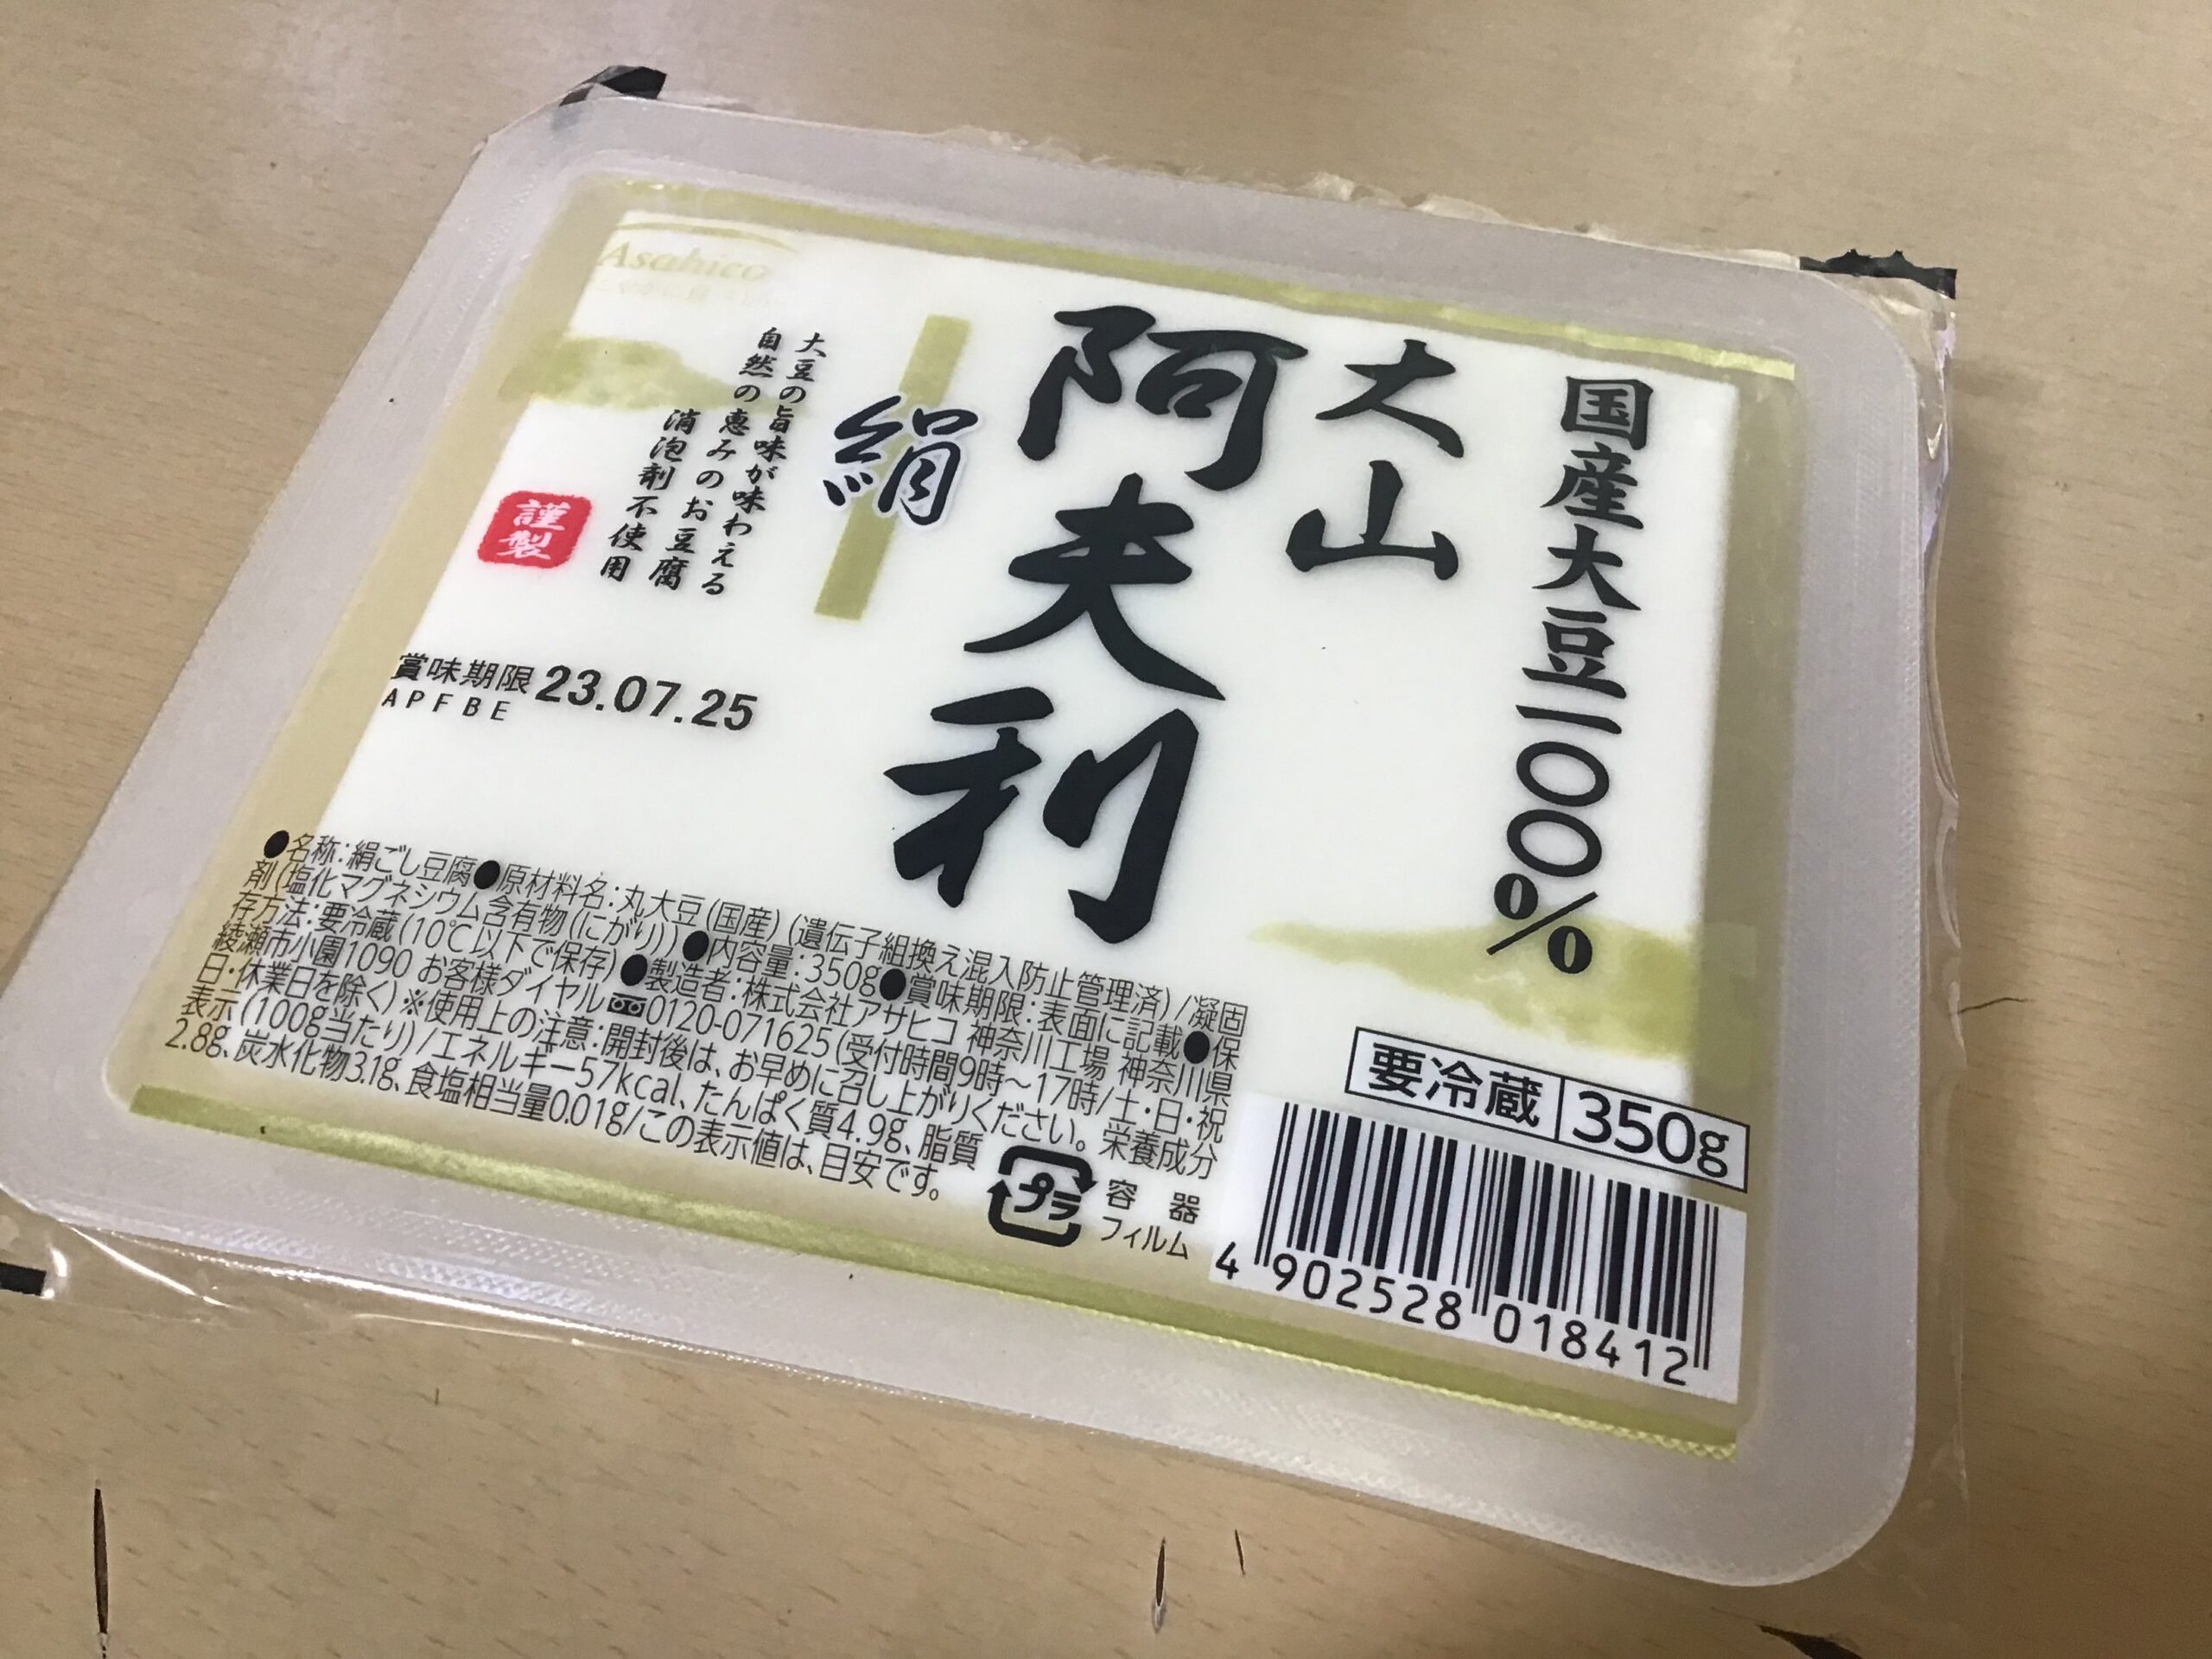 国産大豆一〇〇%
大山
阿夫利
絹
大豆の旨味が味わえる
自然の恵みのお豆腐
消泡剤不使用
謹製
Asahico
賞味期限 23.07.25
APFBE
●名称:絹ごし豆腐●原材料名:丸大豆(国産)(遺伝子組換え混入防止管理済)/凝固
剤(塩化マグネシウム含有物(にがり))●内容量:350g●賞味期限:表面に記載●保
存方法:要冷蔵(10℃以下で保存)●製造者:株式会社アサヒコ 神奈川工場 神奈川県
綾瀬市小園1090 お客様ダイヤル 0120-071625(受付時間9時〜17時/土・日・祝
日・休業日を除く)※使用上の注意:開封後は、お早めに召し上がりください。 栄養成分
表示(100g当たり)/エネルギー57kcal、たんぱく質4.9g、脂質
2.8g、炭水化物3.1g、食塩相当量0.01g/この表示値は、目安です。
プラ
容器
フィルム
要冷蔵 350g
4 902528 018412